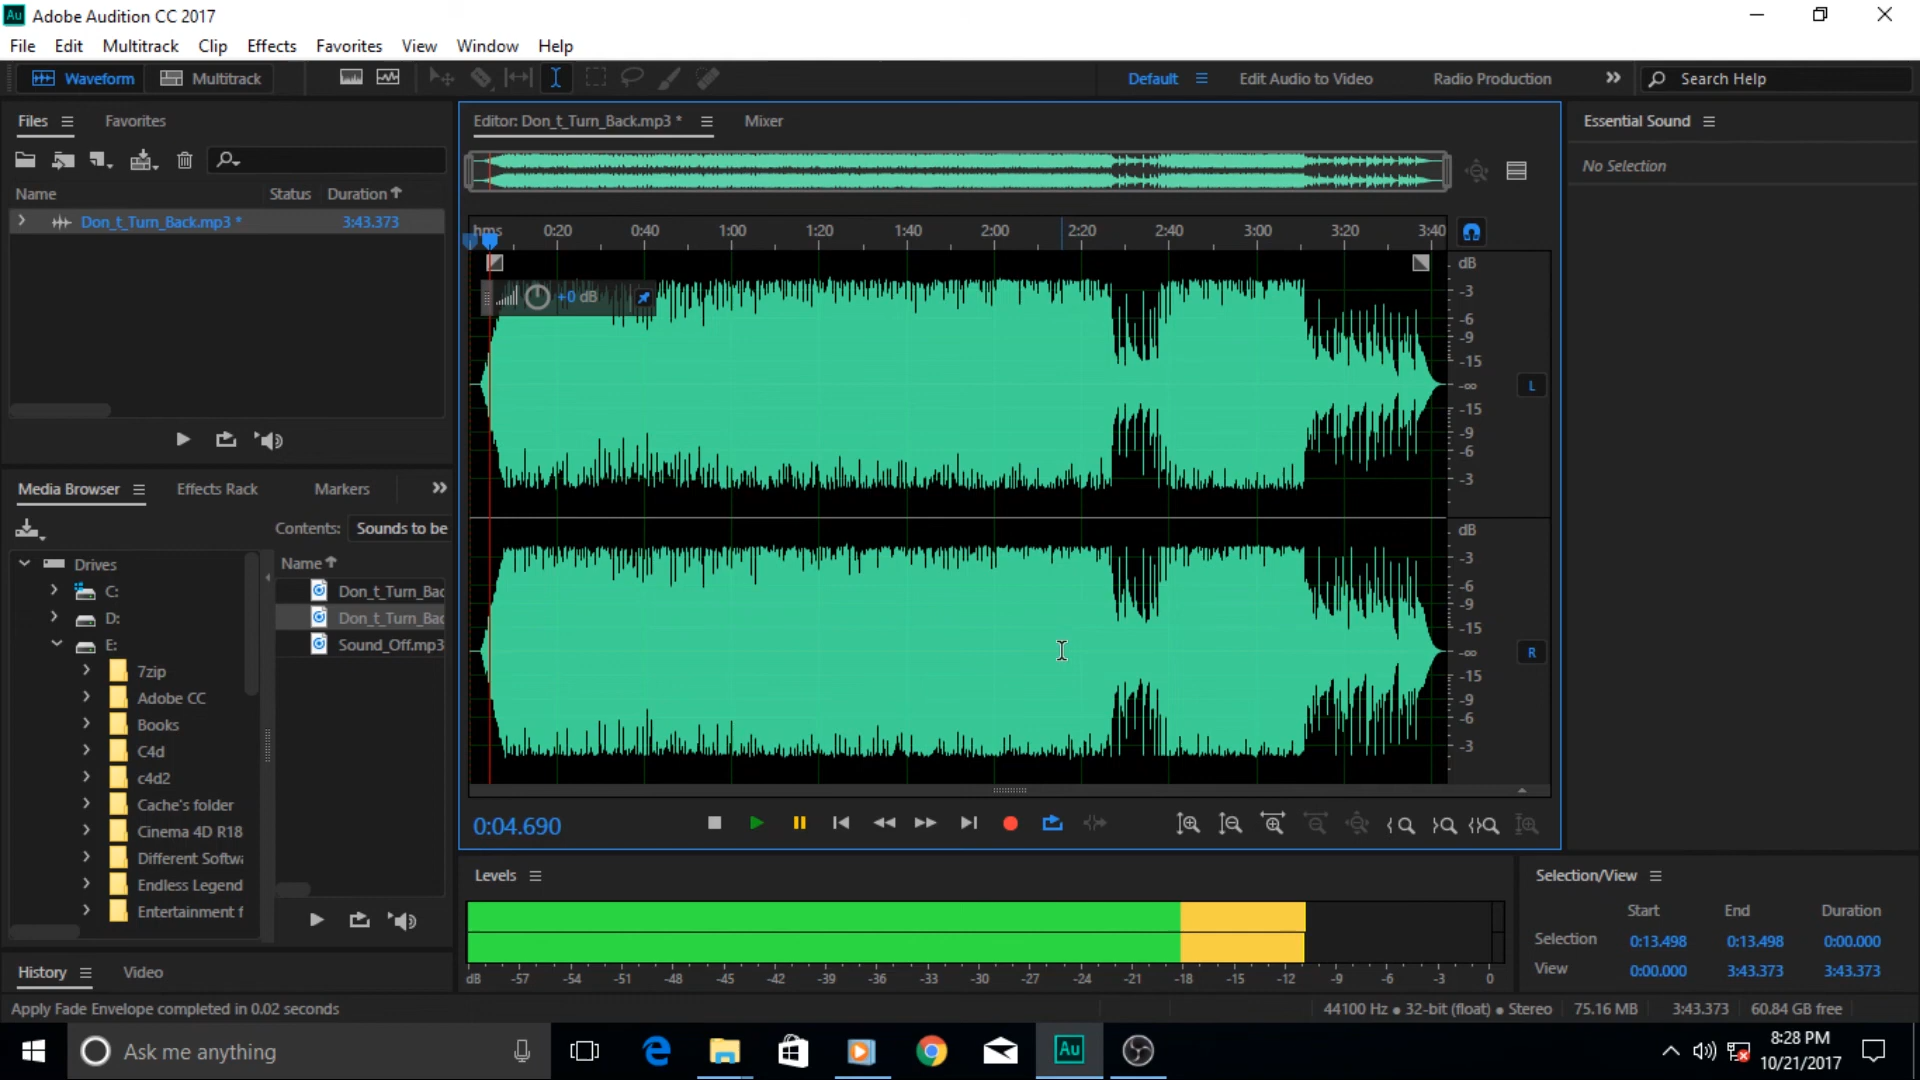 Au Adobe Audition CC 2017
File Edit Multitrack Clip Effects Favorites View Window Help
Waveform Multitrack Default Edit Audio to Video Radio Production Search Help
Files Favorites
Name Status Duration
Don_t_Turn_Back.mp3 * 3:43.373
Editor: Don_t_Turn_Back.mp3 * Mixer
hms 0:20 0:40 1:00 1:20 1:40 2:00 2:20 2:40 3:00 3:20 3:40
+0 dB
dB
-3
-6
-9
-15
-∞
-15
-9
-6
-3
L
dB
-3
-6
-9
-15
-∞
-15
-9
-6
-3
R
Essential Sound
No Selection
Media Browser Effects Rack Markers
Contents: Sounds to be
Drives
C:
D:
E:
7zip
Adobe CC
Books
C4d
c4d2
Cache's folder
Cinema 4D R18
Different Softwa
Endless Legend
Entertainment f
Name
Don_t_Turn_Bac
Don_t_Turn_Bac
Sound_Off.mp3
0:04.690
Levels
dB -57 -54 -51 -48 -45 -42 -39 -36 -33 -30 -27 -24 -21 -18 -15 -12 -9 -6 -3 0
Selection/View
Start End Duration
Selection 0:13.498 0:13.498 0:00.000
View 0:00.000 3:43.373 3:43.373
History Video
Apply Fade Envelope completed in 0.02 seconds
44100 Hz ● 32-bit (float) ● Stereo 75.16 MB 3:43.373 60.84 GB free
Ask me anything
Au
8:28 PM
10/21/2017